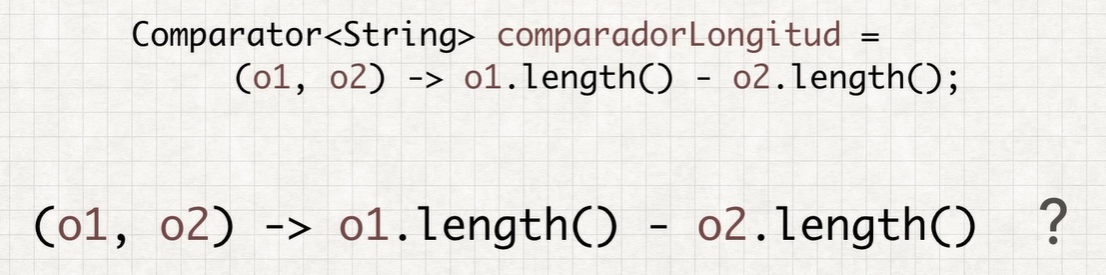 Comparator<String> comparadorLongitud =
(o1, o2) -> o1.length() - o2.length();
(o1, o2) -> o1.length() - o2.length() ?